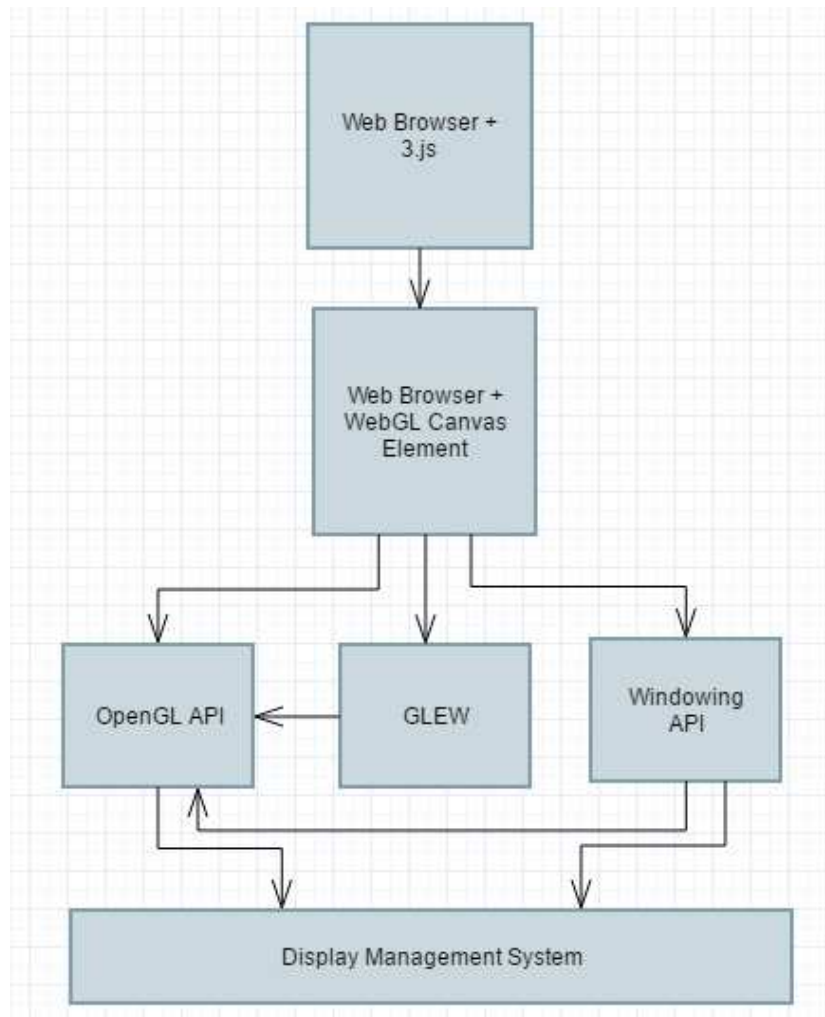 Web Browser +
3.js
Web Browser +
WebGL Canvas
Element
OpenGL API
GLEW
Windowing
API
Display Management System